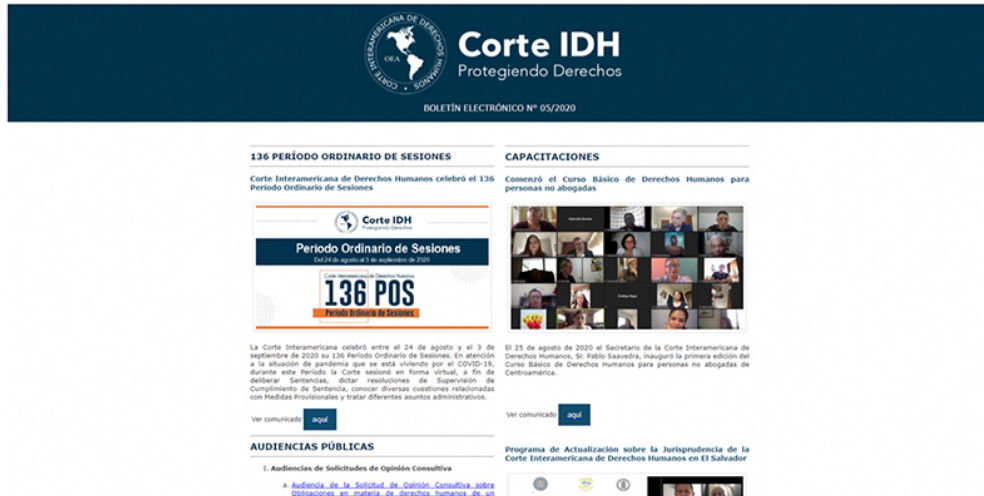 CORTE INTERAMERICANA DE DERECHOS HUMANOS
OEA
Corte IDH
Protegiendo Derechos
BOLETÍN ELECTRÓNICO Nº 05/2020
136 PERÍODO ORDINARIO DE SESIONES
Corte Interamericana de Derechos Humanos celebró el 136
Período Ordinario de Sesiones
Corte IDH
Protegiendo Derechos
Periodo Ordinario de Sesiones
Del 24 de agosto al 3 de septiembre de 2020
Corte Interamericana de Derechos Humanos
136 POS
Periodo Ordinario de Sesiones
La Corte Interamericana celebró entre el 24 de agosto y el 3 de
septiembre de 2020 su 136 Período Ordinario de Sesiones. En atención
a la situación de pandemia que se está viviendo por el COVID-19,
durante este Período la Corte sesionó en forma virtual, a fin de
deliberar Sentencias, dictar resoluciones de Supervisión de
Cumplimiento de Sentencia, conocer diversas cuestiones relacionadas
con Medidas Provisionales y tratar diferentes asuntos administrativos.
Ver comunicado aquí
AUDIENCIAS PÚBLICAS
1. Audiencias de Solicitudes de Opinión Consultiva
a. Audiencia de la Solicitud de Opinión Consultiva sobre
Obligaciones en materia de derechos humanos de un
CAPACITACIONES
Comenzó el Curso Básico de Derechos Humanos para
personas no abogadas
El 25 de agosto de 2020 el Secretario de la Corte Interamericana de
Derechos Humanos, Sr. Pablo Saavedra, inauguró la primera edición del
Curso Básico de Derechos Humanos para personas no abogadas de
Centroamérica.
Ver comunicado aquí
Programa de Actualización sobre la Jurisprudencia de la
Corte Interamericana de Derechos Humanos en El Salvador